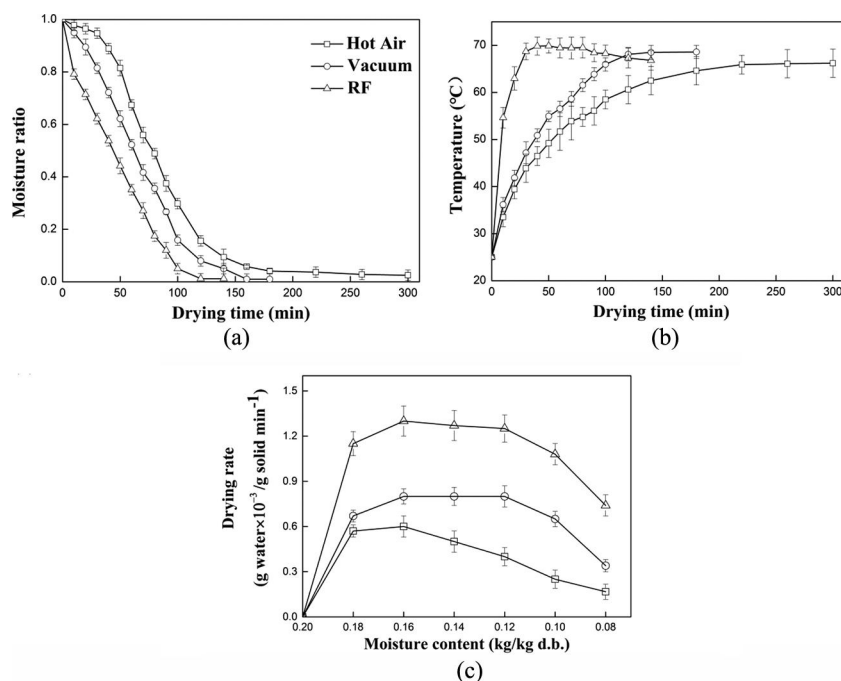 1.0
0.8
0.6
0.4
0.2
0.0
Moisture ratio
Hot Air
Vacuum
RF
0 50 100 150 200 250 300
Drying time (min)
(a)
80
70
60
50
40
30
20
Temperature (°C)
0 50 100 150 200 250 300
Drying time (min)
(b)
1.5
1.2
0.9
0.6
0.3
0.0
Drying rate
(g water×10⁻³/g solid min⁻¹)
0.20 0.18 0.16 0.14 0.12 0.10 0.08
Moisture content (kg/kg d.b.)
(c)